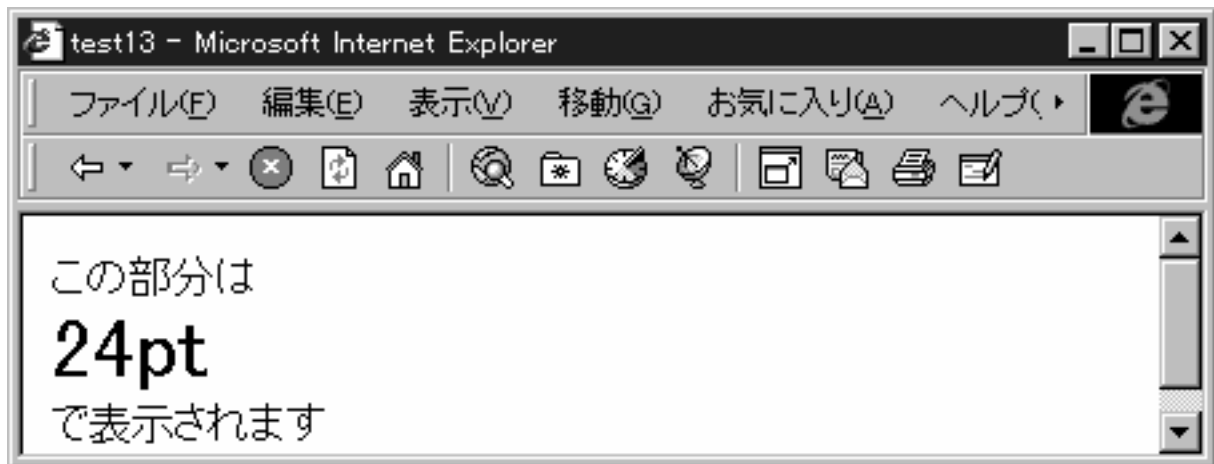 test13 - Microsoft Internet Explorer
ファイル(F) 編集(E) 表示(V) 移動(G) お気に入り(A) ヘルプ(
この部分は
24pt
で表示されます